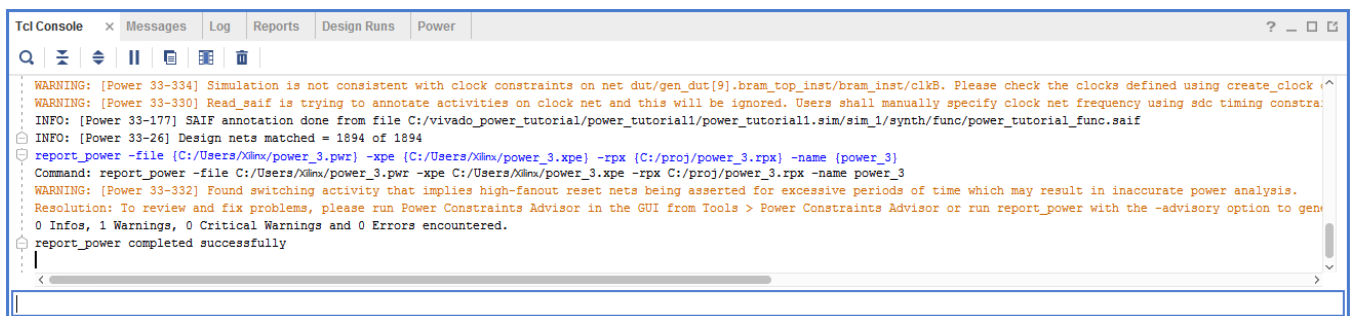 Tcl Console × Messages Log Reports Design Runs Power ? _
WARNING: [Power 33-334] Simulation is not consistent with clock constraints on net dut/gen_dut[9].bram_top_inst/bram_inst/clkB. Please check the clocks defined using create_clock
WARNING: [Power 33-330] Read_saif is trying to annotate activities on clock net and this will be ignored. Users shall manually specify clock net frequency using sdc timing constra
INFO: [Power 33-177] SAIF annotation done from file C:/vivado_power_tutorial/power_tutorial1/power_tutorial1.sim/sim_1/synth/func/power_tutorial_func.saif
INFO: [Power 33-26] Design nets matched = 1894 of 1894
report_power -file {C:/Users/Xilinx/power_3.pwr} -xpe {C:/Users/Xilinx/power_3.xpe} -rpx {C:/proj/power_3.rpx} -name {power_3}
Command: report_power -file C:/Users/Xilinx/power_3.pwr -xpe C:/Users/Xilinx/power_3.xpe -rpx C:/proj/power_3.rpx -name power_3
WARNING: [Power 33-332] Found switching activity that implies high-fanout reset nets being asserted for excessive periods of time which may result in inaccurate power analysis.
Resolution: To review and fix problems, please run Power Constraints Advisor in the GUI from Tools > Power Constraints Advisor or run report_power with the -advisory option to gen
0 Infos, 1 Warnings, 0 Critical Warnings and 0 Errors encountered.
report_power completed successfully